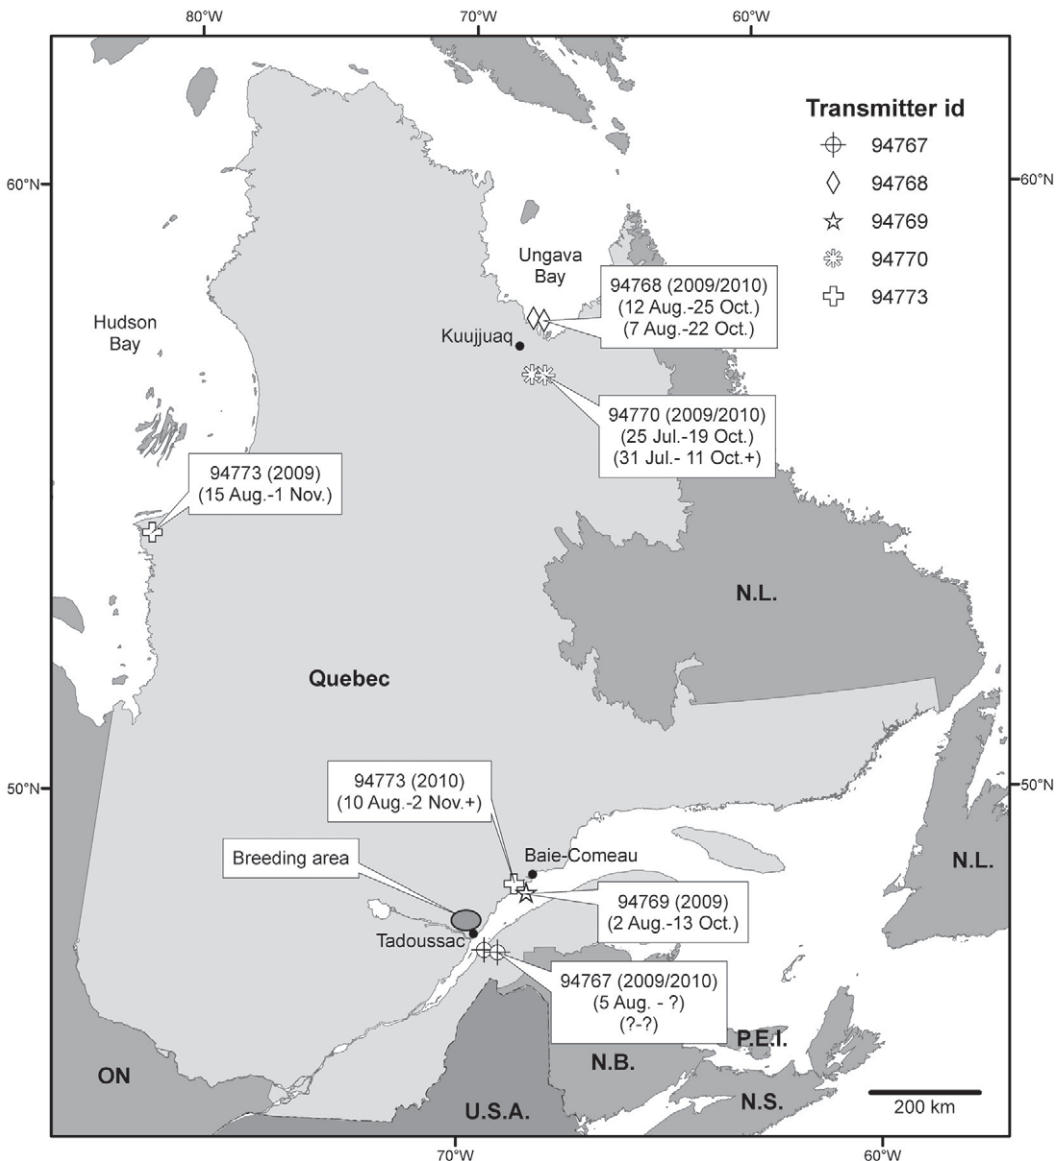 80°W
70°W
60°W
Transmitter id
94767
94768
94769
94770
94773
60°N
60°N
Ungava
Bay
94768 (2009/2010)
(12 Aug.-25 Oct.)
(7 Aug.-22 Oct.)
Hudson
Bay
Kuujjuaq
94770 (2009/2010)
(25 Jul.-19 Oct.)
(31 Jul.- 11 Oct.+)
94773 (2009)
(15 Aug.-1 Nov.)
N.L.
Quebec
50°N
50°N
94773 (2010)
(10 Aug.-2 Nov.+)
Breeding area
Baie-Comeau
N.L.
94769 (2009)
(2 Aug.-13 Oct.)
Tadoussac
94767 (2009/2010)
(5 Aug. - ?)
(?-?)
P.E.I.
N.B.
ON
N.S.
U.S.A.
200 km
70°W
60°W